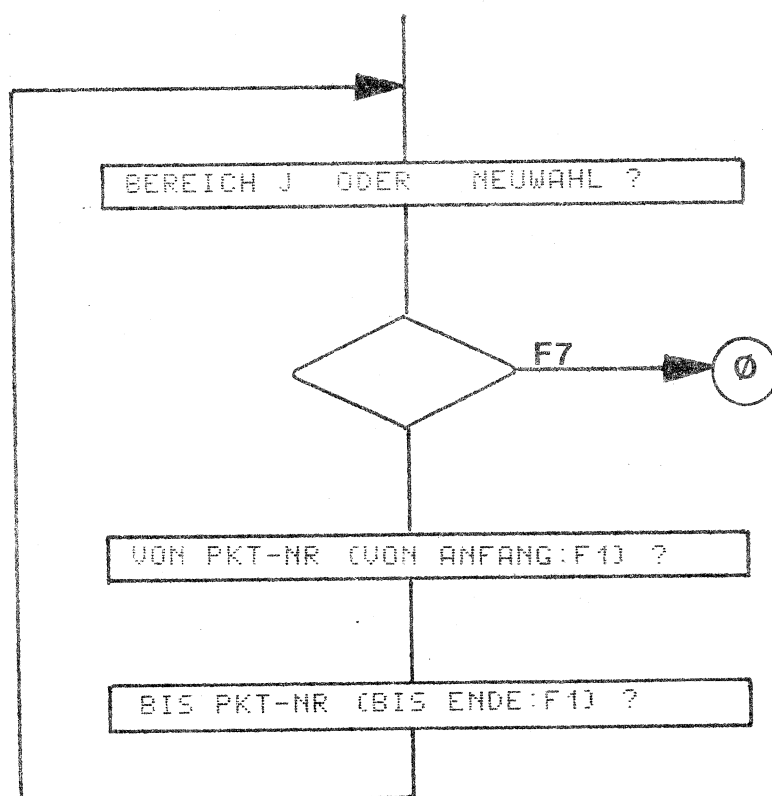 BEREICH J ODER NEUWAHL ?
F7
Ø
VON PKT-NR (VON ANFANG:F1) ?
BIS PKT-NR (BIS ENDE:F1) ?